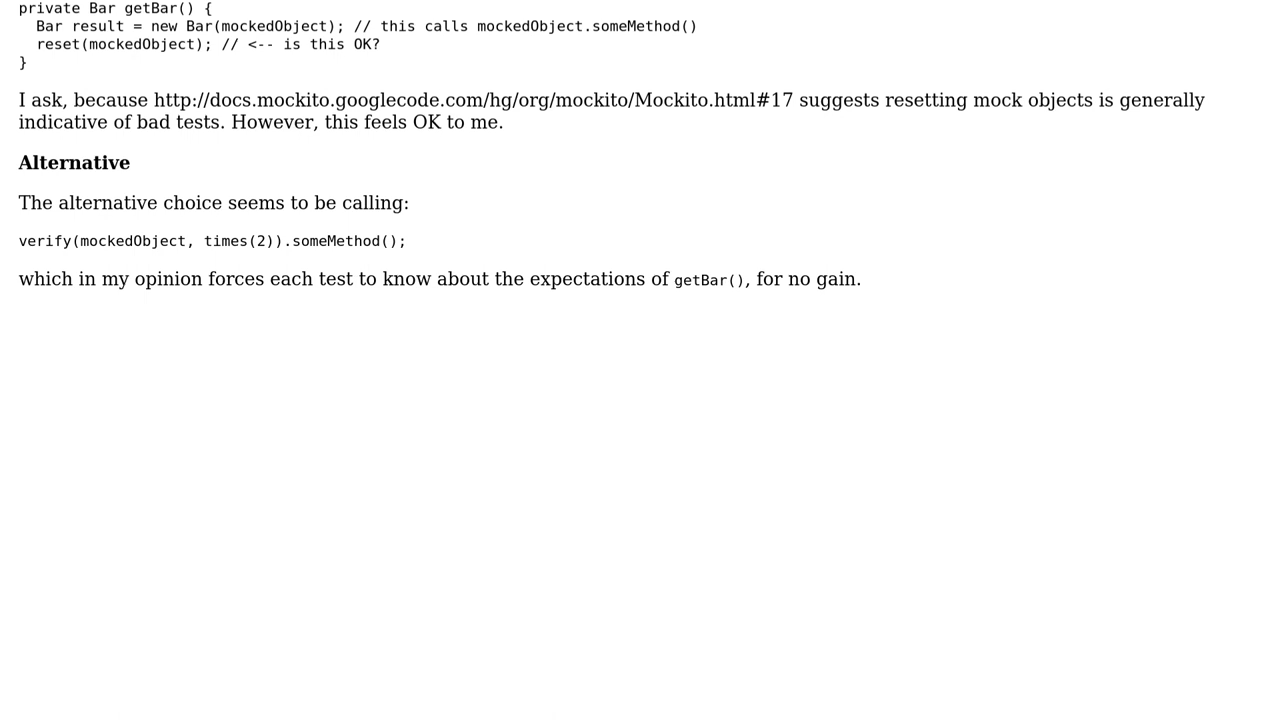 private Bar getBar() {
  Bar result = new Bar(mockedObject); // this calls mockedObject.someMethod()
  reset(mockedObject); // <-- is this OK?
}
I ask, because http://docs.mockito.googlecode.com/hg/org/mockito/Mockito.html#17 suggests resetting mock objects is generally
indicative of bad tests. However, this feels OK to me.
Alternative
The alternative choice seems to be calling:
verify(mockedObject, times(2)).someMethod();
which in my opinion forces each test to know about the expectations of getBar(), for no gain.